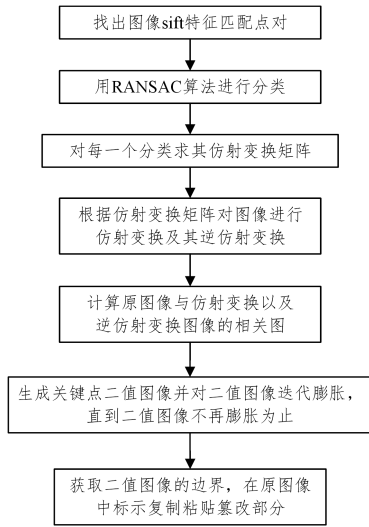 找出图像sift特征匹配点对
用RANSAC算法进行分类
对每一个分类求其仿射变换矩阵
根据仿射变换矩阵对图像进行
仿射变换及其逆仿射变换
计算原图像与仿射变换以及
逆仿射变换图像的相关图
生成关键点二值图像并对二值图像迭代膨胀，
直到二值图像不再膨胀为止
获取二值图像的边界，在原图像
中标示复制粘贴篡改部分